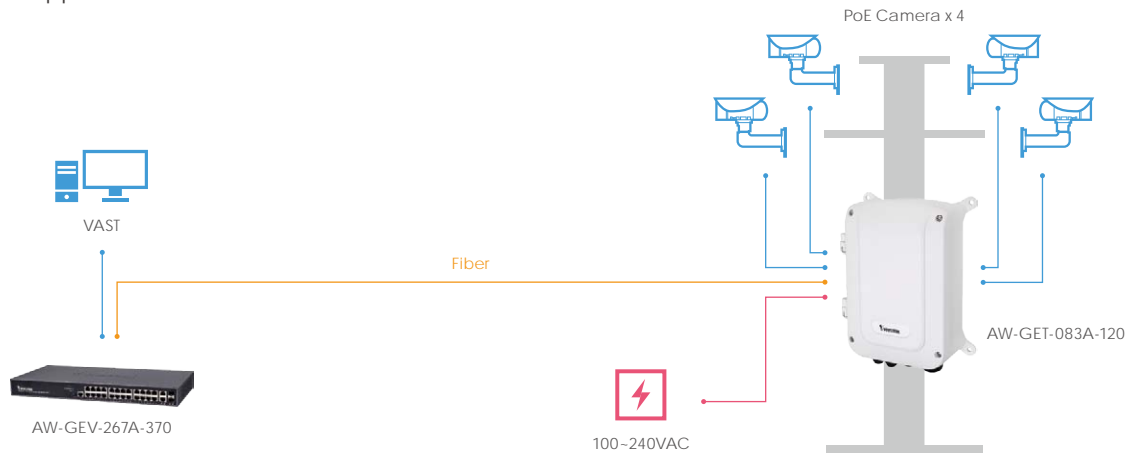 PoE Camera x 4
VAST
Fiber
AW-GET-083A-120
AW-GEV-267A-370
100~240VAC